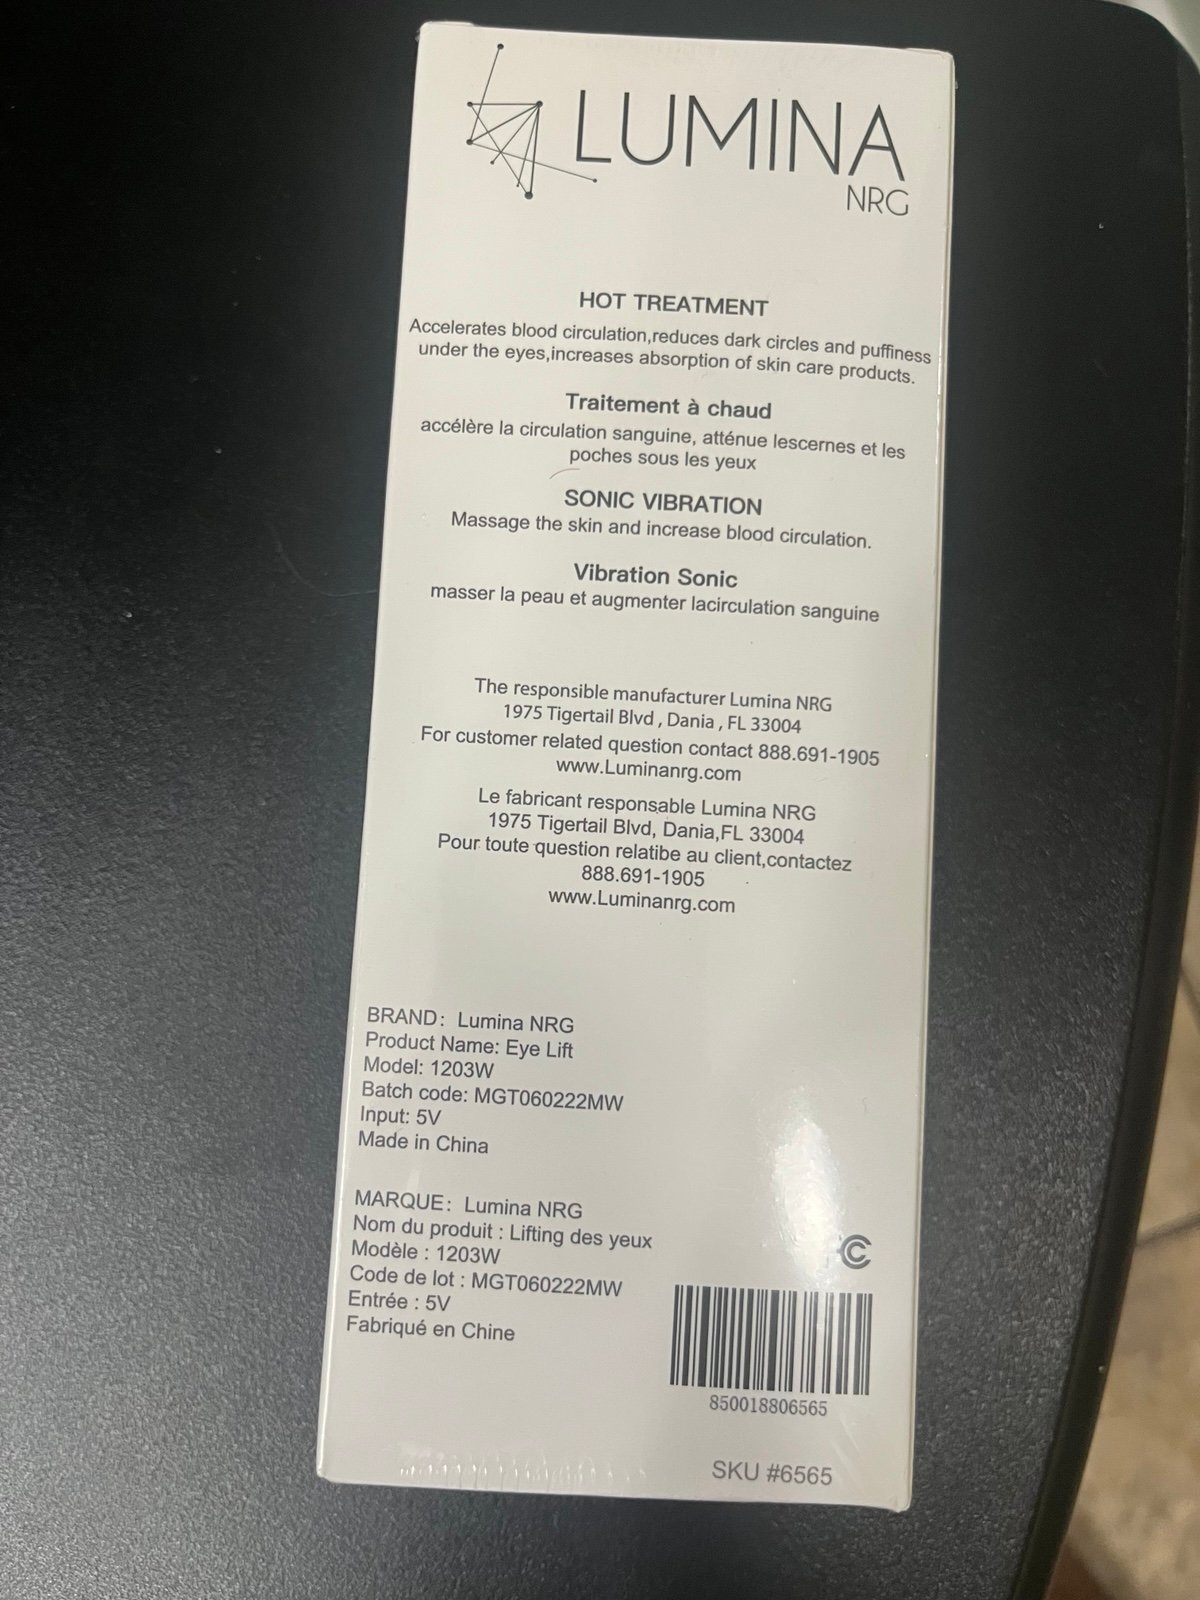 LUMINA
NRG
HOT TREATMENT
Accelerates blood circulation,reduces dark circles and puffiness
under the eyes,increases absorption of skin care products.
Traitement à chaud
accélère la circulation sanguine, atténue lescernes et les
poches sous les yeux
SONIC VIBRATION
Massage the skin and increase blood circulation.
Vibration Sonic
masser la peau et augmenter lacirculation sanguine
The responsible manufacturer Lumina NRG
1975 Tigertail Blvd , Dania , FL 33004
For customer related question contact 888.691-1905
www.Luminanrg.com
Le fabricant responsable Lumina NRG
1975 Tigertail Blvd, Dania,FL 33004
Pour toute question relatibe au client,contactez
888.691-1905
www.Luminanrg.com
BRAND: Lumina NRG
Product Name: Eye Lift
Model: 1203W
Batch code: MGT060222MW
Input: 5V
Made in China
MARQUE: Lumina NRG
Nom du produit : Lifting des yeux
Modèle : 1203W
Code de lot : MGT060222MW
Entrée : 5V
Fabriqué en Chine
850018806565
SKU #6565